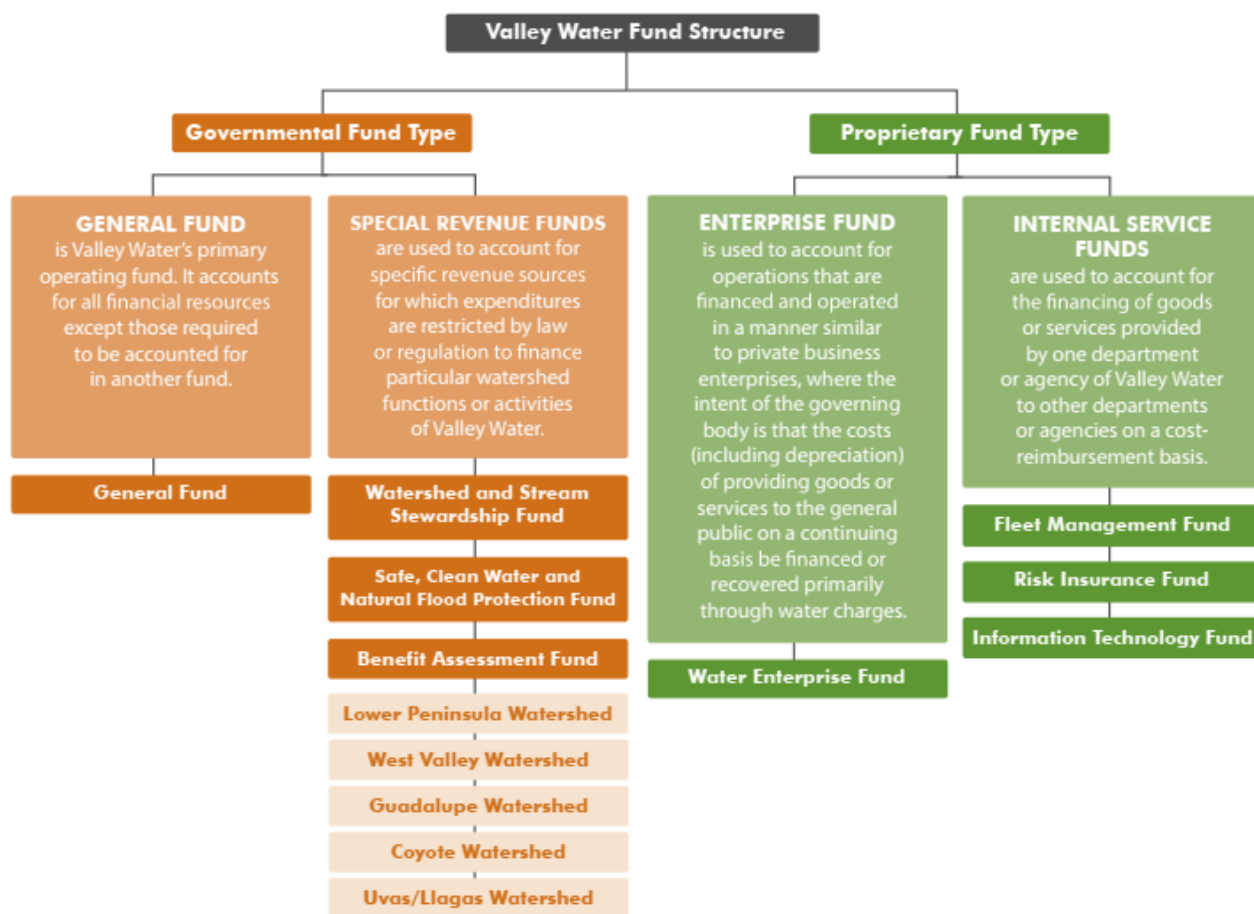 Valley Water Fund Structure
Governmental Fund Type
Proprietary Fund Type
GENERAL FUND
is Valley Water's primary
operating fund. It accounts
for all financial resources
except those required
to be accounted for
in another fund.
General Fund
SPECIAL REVENUE FUNDS
are used to account for
specific revenue sources
for which expenditures
are restricted by law
or regulation to finance
particular watershed
functions or activities
of Valley Water.
Watershed and Stream
Stewardship Fund
Safe, Clean Water and
Natural Flood Protection Fund
Benefit Assessment Fund
Lower Peninsula Watershed
West Valley Watershed
Guadalupe Watershed
Coyote Watershed
Uvas/Llagas Watershed
ENTERPRISE FUND
is used to account for
operations that are
financed and operated
in a manner similar
to private business
enterprises, where the
intent of the governing
body is that the costs
(including depreciation)
of providing goods or
services to the general
public on a continuing
basis be financed or
recovered primarily
through water charges.
Water Enterprise Fund
INTERNAL SERVICE
FUNDS
are used to account for
the financing of goods
or services provided
by one department
or agency of Valley Water
to other departments
or agencies on a cost-
reimbursement basis.
Fleet Management Fund
Risk Insurance Fund
Information Technology Fund